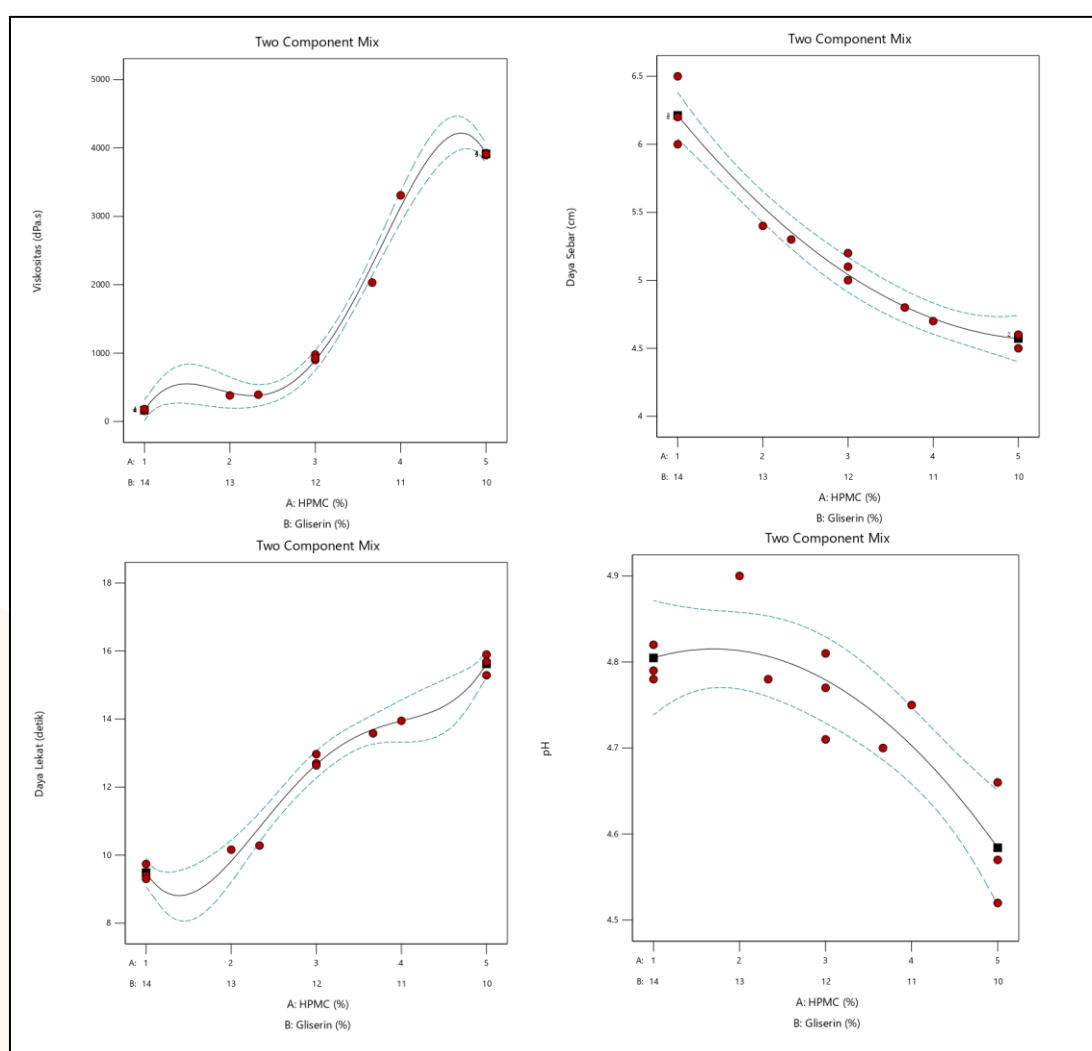 Two Component Mix
5000
4000
3000
2000
1000
0
Viskositas (dPa.s)
A: 1 2 3 4 5
B: 14 13 12 11 10
A: HPMC (%)
B: Gliserin (%)
Two Component Mix
6.5
6
5.5
5
4.5
4
Daya Sebar (cm)
2
A: 1 2 3 4 5
B: 14 13 12 11 10
A: HPMC (%)
B: Gliserin (%)
Two Component Mix
18
16
14
12
10
8
Daya Lekat (detik)
A: 1 2 3 4 5
B: 14 13 12 11 10
A: HPMC (%)
B: Gliserin (%)
Two Component Mix
4.9
4.8
4.7
4.6
4.5
pH
A: 1 2 3 4 5
B: 14 13 12 11 10
A: HPMC (%)
B: Gliserin (%)